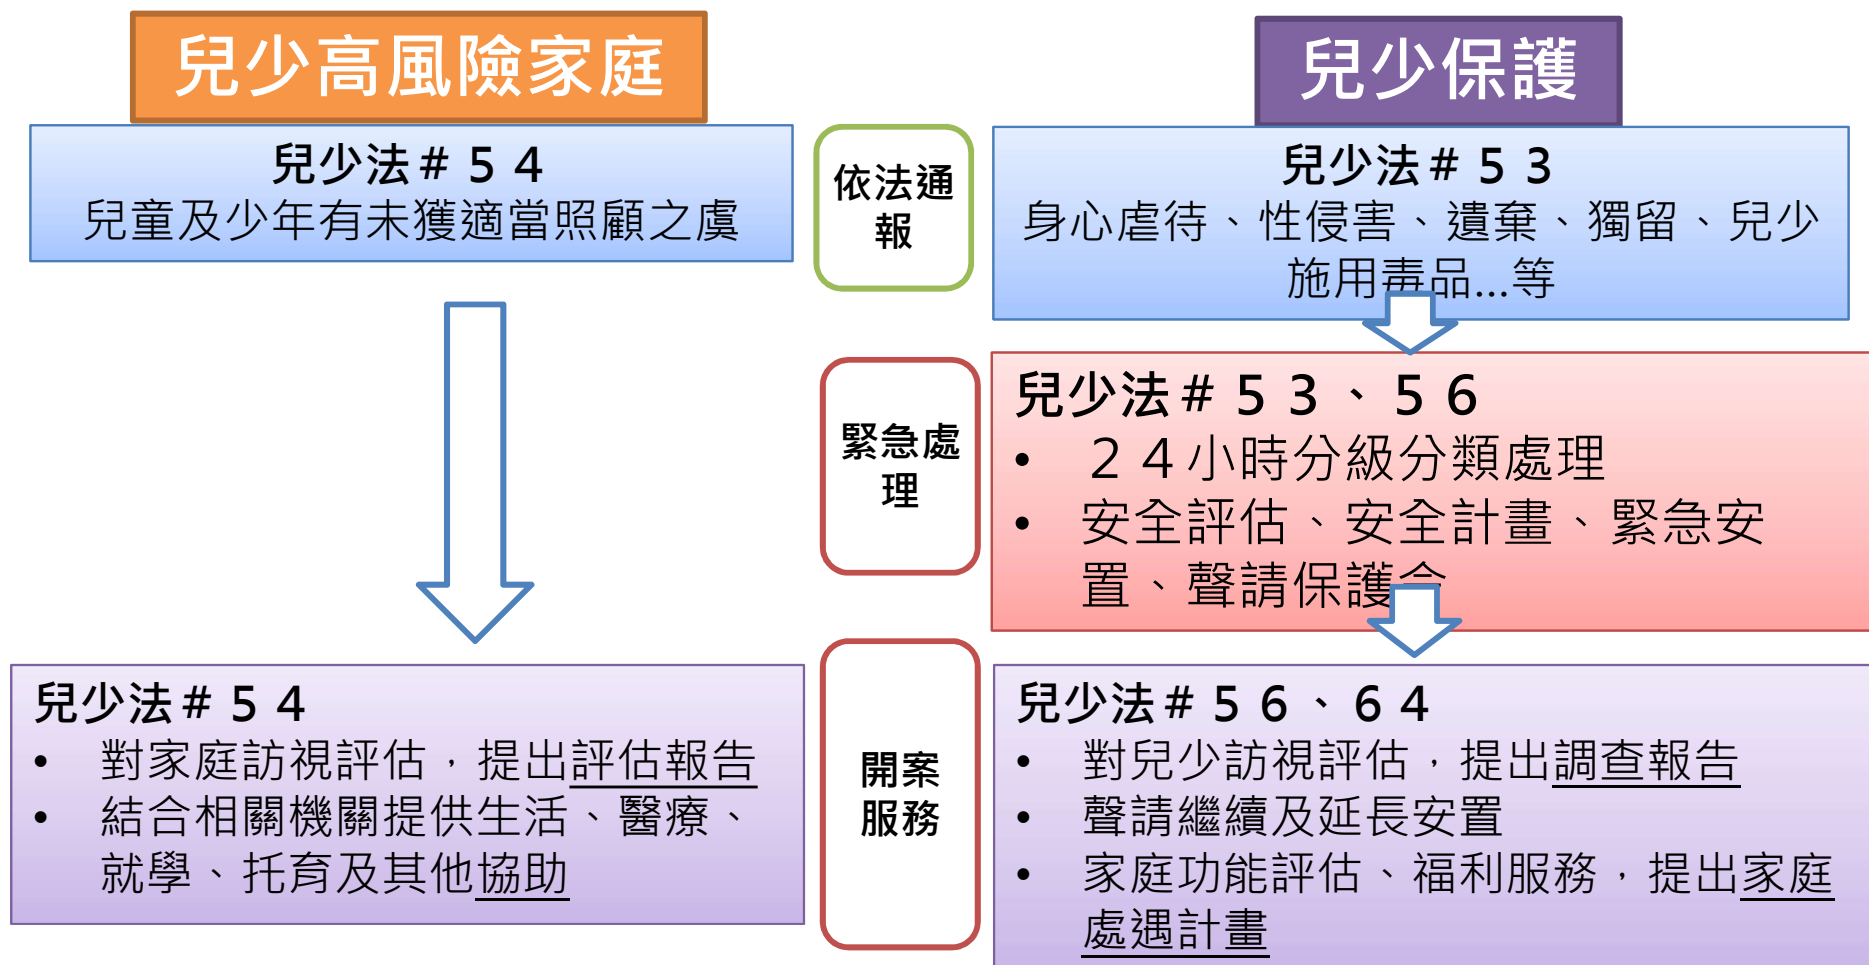 兒少高風險家庭
兒少法＃５４
兒童及少年有未獲適當照顧之虞
兒少保護
兒少法＃５３
身心虐待、性侵害、遺棄、獨留、兒少
施用毒品...等
依法通
報
緊急處
理
兒少法＃５３、５６
• ２４小時分級分類處理
• 安全評估、安全計畫、緊急安
置、聲請保護令
兒少法＃５４
• 對家庭訪視評估，提出評估報告
• 結合相關機關提供生活、醫療、
就學、托育及其他協助
開案
服務
兒少法＃５６、６４
• 對兒少訪視評估，提出調查報告
• 聲請繼續及延長安置
• 家庭功能評估、福利服務，提出家庭
處遇計畫